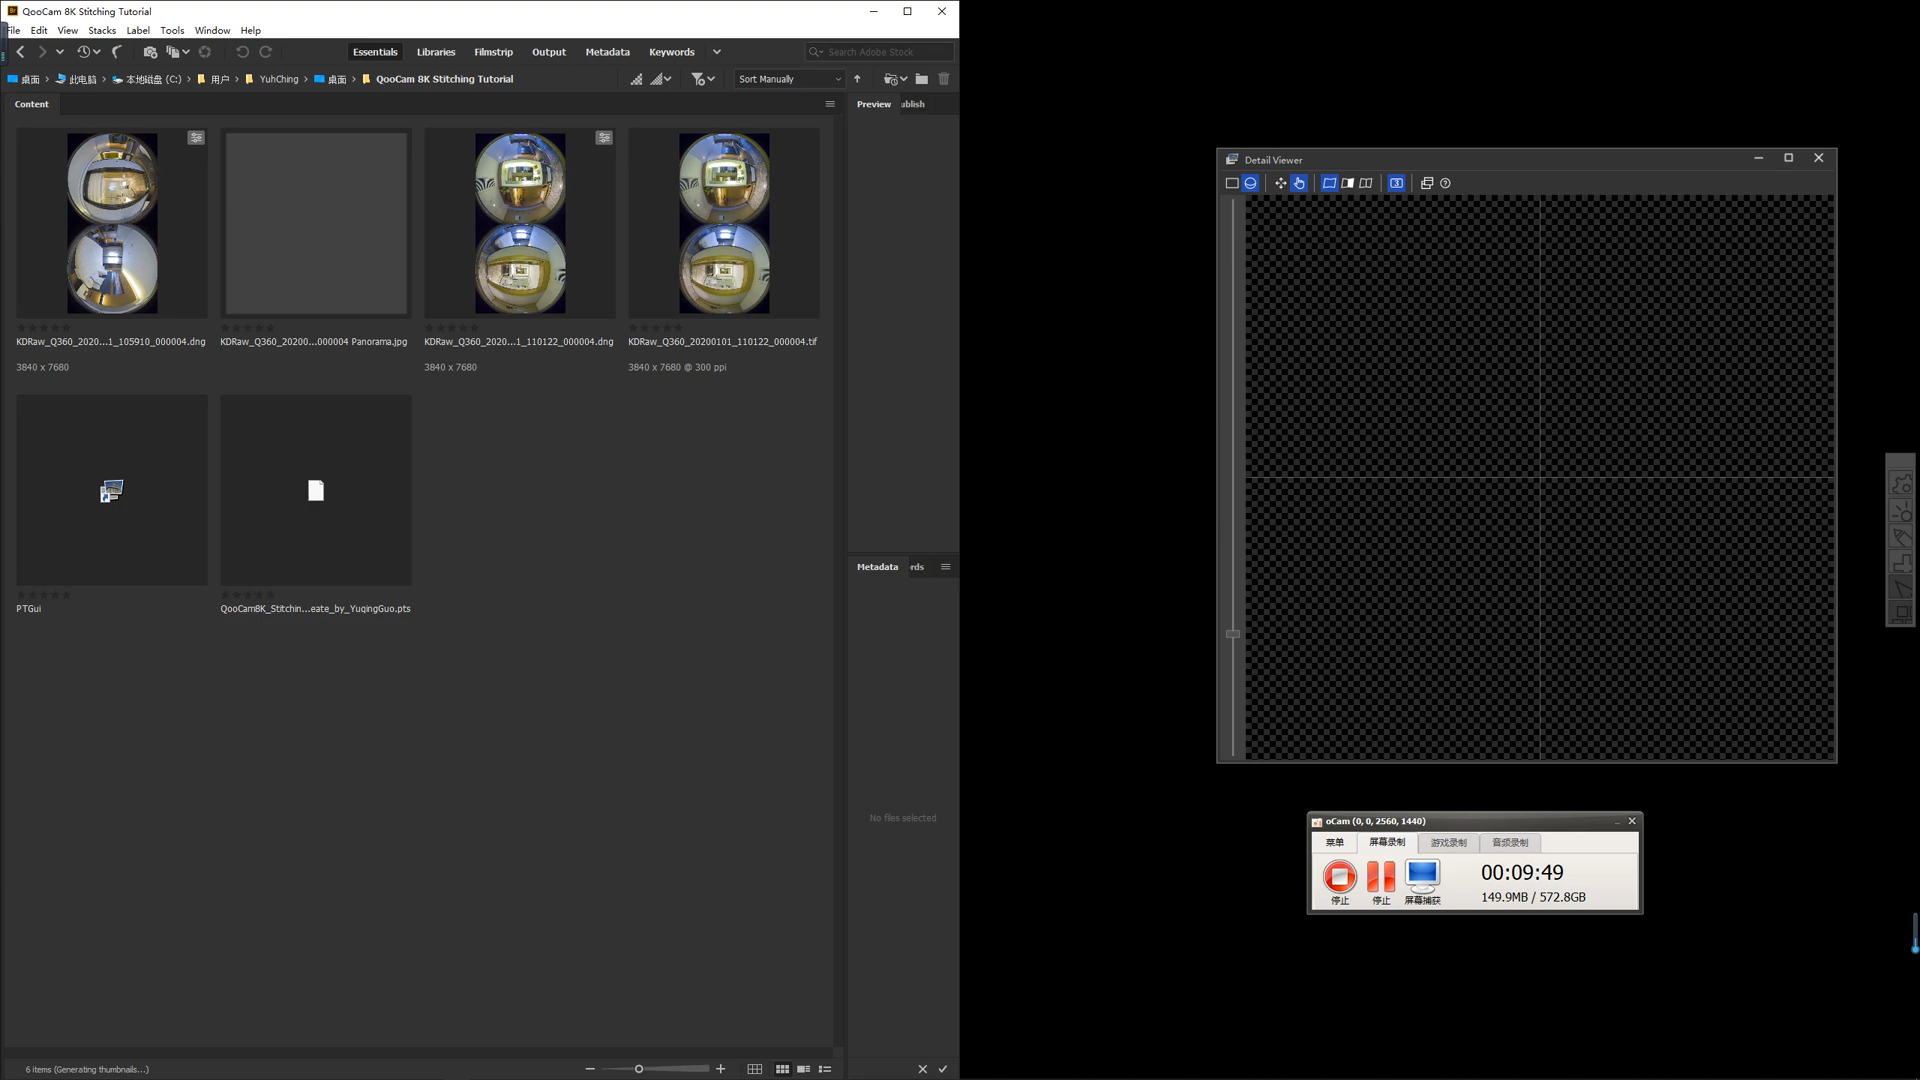 QooCam 8K Stitching Tutorial
File Edit View Stacks Label Tools Window Help
Essentials Libraries Filmstrip Output Metadata Keywords
Search Adobe Stock
桌面 此电脑 本地磁盘 (C:) 用户 YuhChing 桌面 QooCam 8K Stitching Tutorial
Sort Manually
Content
Preview ublish
KDRaw_Q360_2020...1_105910_000004.dng
3840 x 7680
KDRaw_Q360_20200...000004 Panorama.jpg
KDRaw_Q360_2020...1_110122_000004.dng
3840 x 7680
KDRaw_Q360_20200101_110122_000004.tif
3840 x 7680 @ 300 ppi
PTGui
QooCam8K_Stitchin...eate_by_YuqingGuo.pts
Metadata rds
No files selected
6 items (Generating thumbnails...)
Detail Viewer
oCam (0, 0, 2560, 1440)
菜单 屏幕录制 游戏录制 音频录制
停止 停止 屏幕捕获
00:09:49
149.9MB / 572.8GB